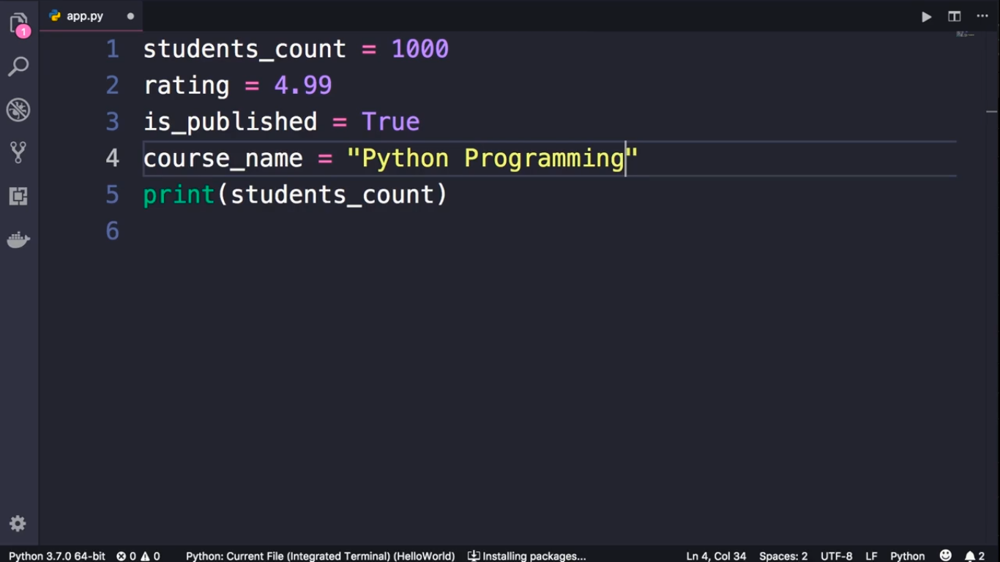 app.py
1
1 students_count = 1000
2 rating = 4.99
3 is_published = True
4 course_name = "Python Programming"
5 print(students_count)
6
Python 3.7.0 64-bit 0 0 Python: Current File (Integrated Terminal) (HelloWorld) Installing packages... Ln 4, Col 34 Spaces: 2 UTF-8 LF Python 2